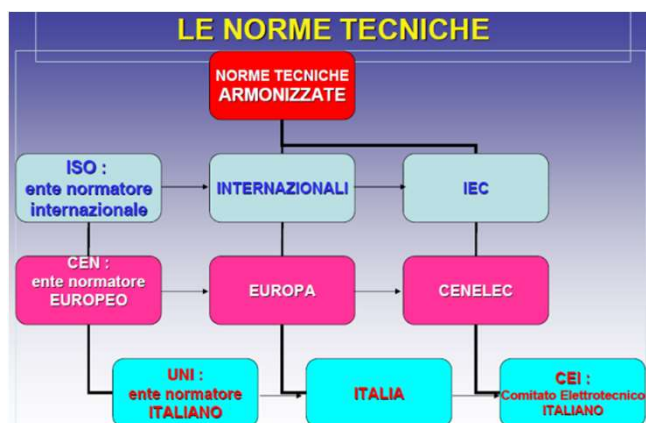 LE NORME TECNICHE
NORME TECNICHE
ARMONIZZATE
ISO :
ente normatore
internazionale
INTERNAZIONALI
IEC
CEN :
ente normatore
EUROPEO
EUROPA
CENELEC
UNI :
ente normatore
ITALIANO
ITALIA
CEI :
Comitato Elettrotecnico
ITALIANO